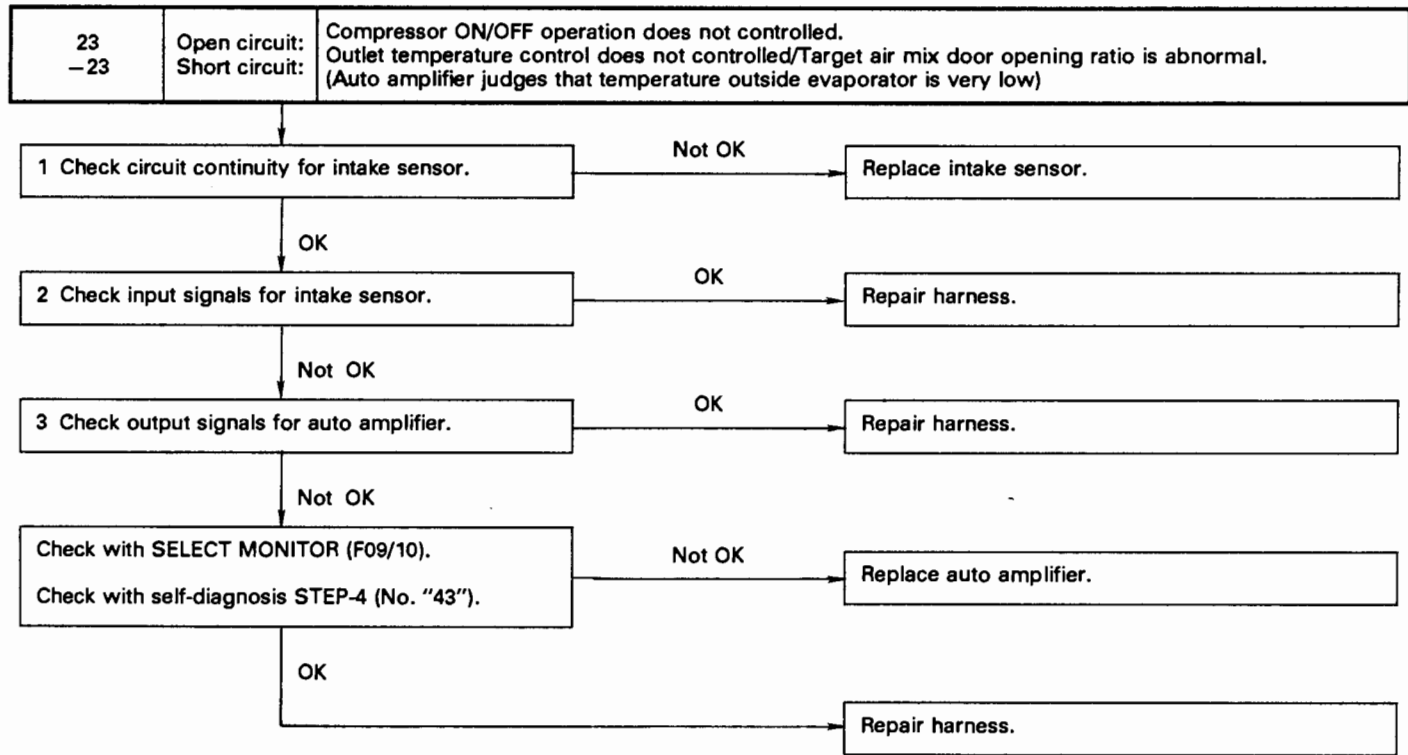 23
−23
Open circuit:
Short circuit:
Compressor ON/OFF operation does not controlled.
Outlet temperature control does not controlled/Target air mix door opening ratio is abnormal.
(Auto amplifier judges that temperature outside evaporator is very low)
1 Check circuit continuity for intake sensor.
Not OK
Replace intake sensor.
OK
2 Check input signals for intake sensor.
OK
Repair harness.
Not OK
3 Check output signals for auto amplifier.
OK
Repair harness.
Not OK
Check with SELECT MONITOR (F09/10).
Check with self-diagnosis STEP-4 (No. "43").
Not OK
Replace auto amplifier.
OK
Repair harness.